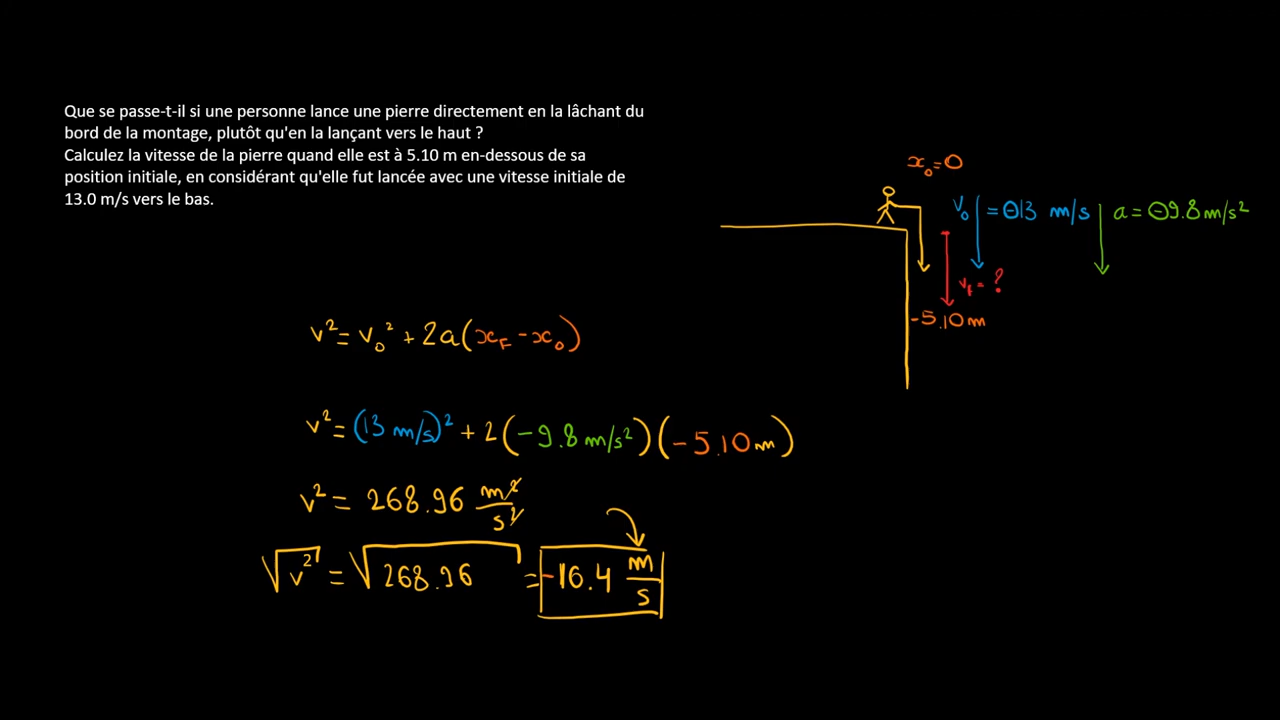 Que se passe-t-il si une personne lance une pierre directement en la lâchant du
bord de la montage, plutôt qu'en la lançant vers le haut ?
Calculez la vitesse de la pierre quand elle est à 5.10 m en-dessous de sa
position initiale, en considérant qu'elle fut lancée avec une vitesse initiale de
13.0 m/s vers le bas.
x₀=0
v₀ = -13 m/s
a = -9.8 m/s²
v_F = ?
-5.10 m
v² = v₀² + 2a(x_F - x₀)
v² = (13 m/s)² + 2(-9.8 m/s²)(-5.10 m)
v² = 268.96 m²/s²
√v² = √268.96 = -16.4 m/s